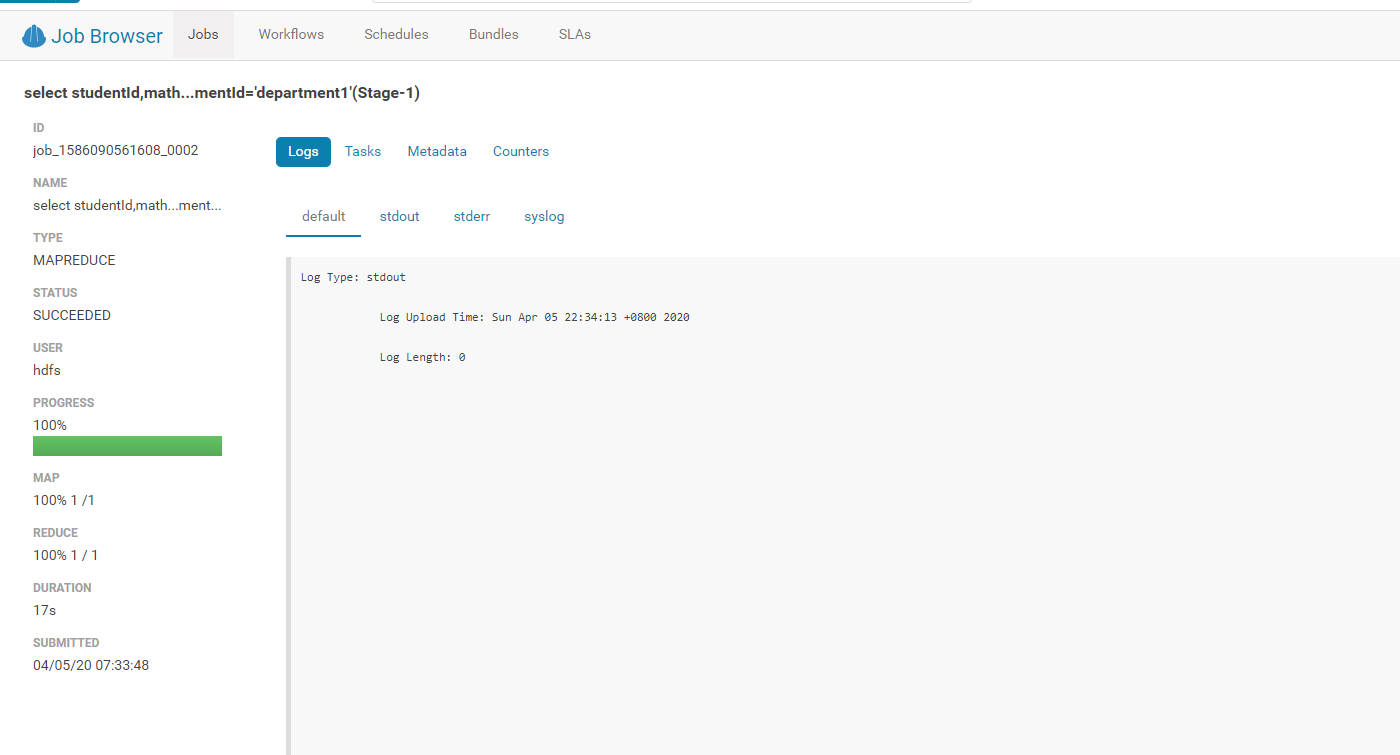 Job Browser Jobs Workflows Schedules Bundles SLAs
select studentId,math...mentId='department1'(Stage-1)
ID
job_1586090561608_0002
NAME
select studentId,math...ment...
TYPE
MAPREDUCE
STATUS
SUCCEEDED
USER
hdfs
PROGRESS
100%
MAP
100% 1 /1
REDUCE
100% 1 / 1
DURATION
17s
SUBMITTED
04/05/20 07:33:48
Logs Tasks Metadata Counters
default stdout stderr syslog
Log Type: stdout
Log Upload Time: Sun Apr 05 22:34:13 +0800 2020
Log Length: 0